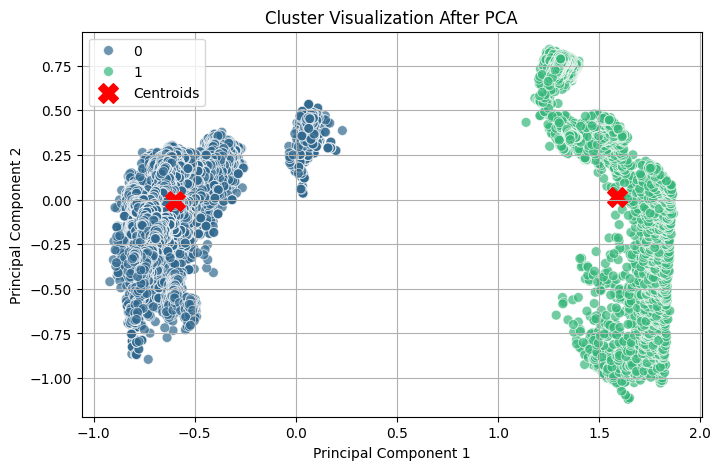 Cluster Visualization After PCA
0
1
Centroids
Principal Component 2
0.75
0.50
0.25
0.00
−0.25
−0.50
−0.75
−1.00
−1.0 −0.5 0.0 0.5 1.0 1.5 2.0
Principal Component 1